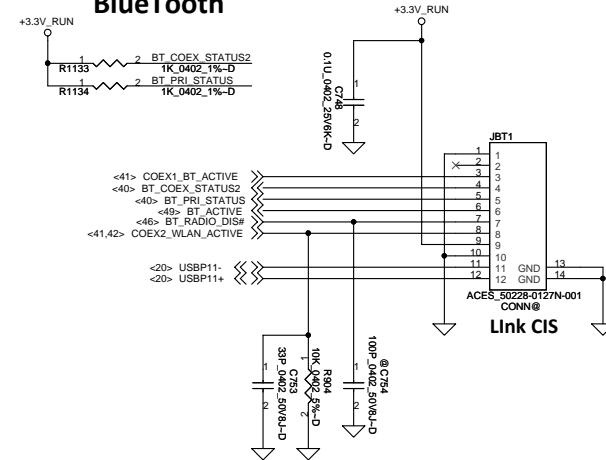 BlueTooth
+3.3V_RUN
+3.3V_RUN
1 2 BT_COEX_STATUS2
R1133 1K_0402_1%~D
1 2 BT_PRI_STATUS
R1134 1K_0402_1%~D
0.1U_0402_25V6K~D
C748
1
2
JBT1
1 1
2 2
<41> COEX1_BT_ACTIVE 3 3
<40> BT_COEX_STATUS2 4 4
<40> BT_PRI_STATUS 5 5
<49> BT_ACTIVE 6 6
<46> BT_RADIO_DIS# 7 7
<41,42> COEX2_WLAN_ACTIVE 8 8
9 9
10 10
<20> USBP11- 11 11 GND 13
<20> USBP11+ 12 12 GND 14
ACES_50228-0127N-001
CONN@
LInk CIS
33P_0402_50V8J~D
C753
1
2
10K_0402_5%~D
R904
1
2
100P_0402_50V8J~D
@C754
1
2